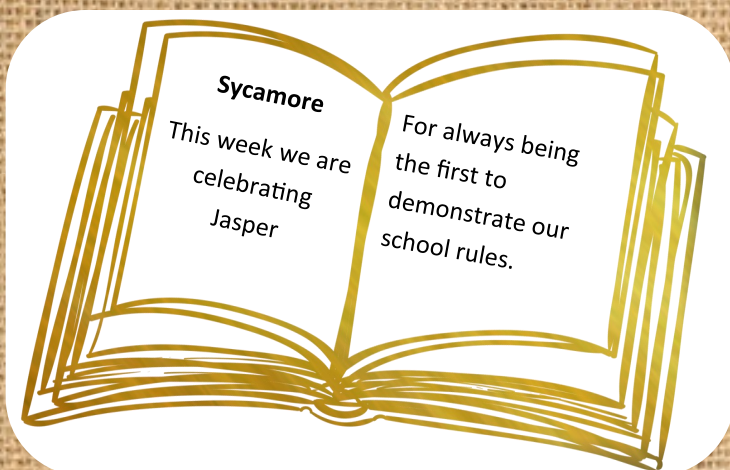 Sycamore
This week we are
celebrating
Jasper
For always being
the first to
demonstrate our
school rules.